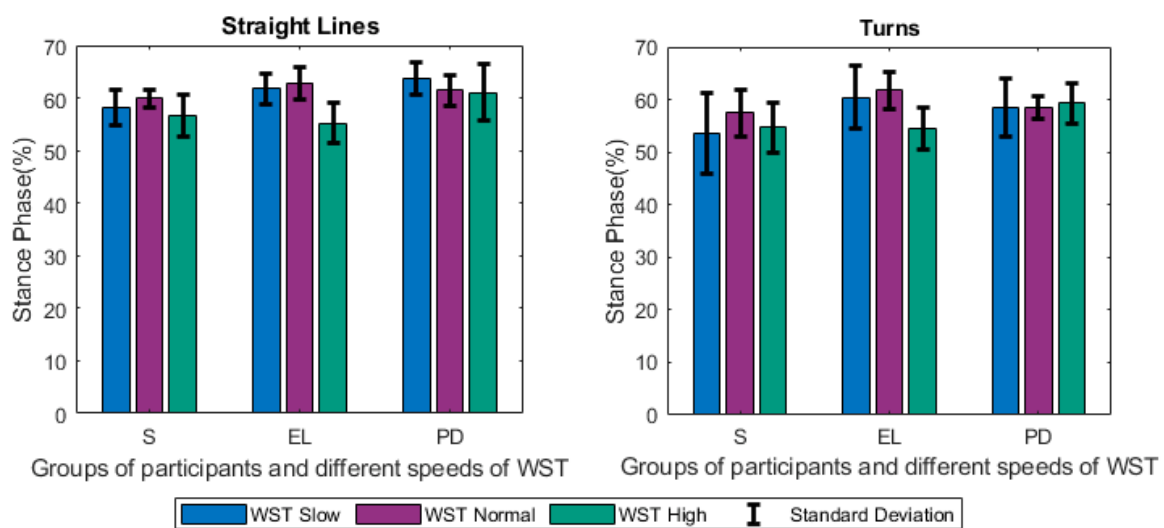 Straight Lines
70
60
50
40
30
20
10
0
Stance Phase(%)
S EL PD
Groups of participants and different speeds of WST
Turns
70
60
50
40
30
20
10
0
Stance Phase(%)
S EL PD
Groups of participants and different speeds of WST
WST Slow WST Normal WST High Standard Deviation